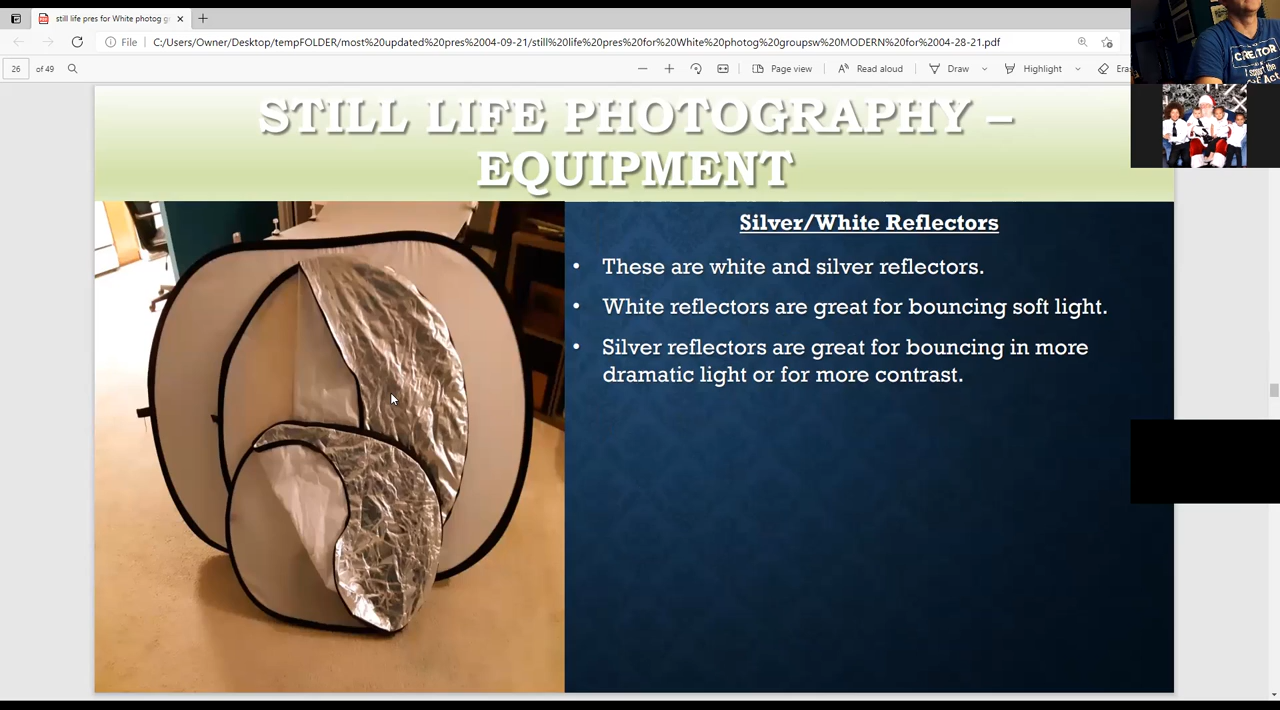 still life pres for White photog g
File
C:/Users/Owner/Desktop/tempFOLDER/most%20updated%20pres%2004-09-21/still%20life%20pres%20for%20White%20photog%20groupsw%20MODERN%20for%2004-28-21.pdf
26 of 49
Page view
Read aloud
Draw
Highlight
STILL LIFE PHOTOGRAPHY –
EQUIPMENT
Silver/White Reflectors
• These are white and silver reflectors.
• White reflectors are great for bouncing soft light.
• Silver reflectors are great for bouncing in more
dramatic light or for more contrast.
CREATOR